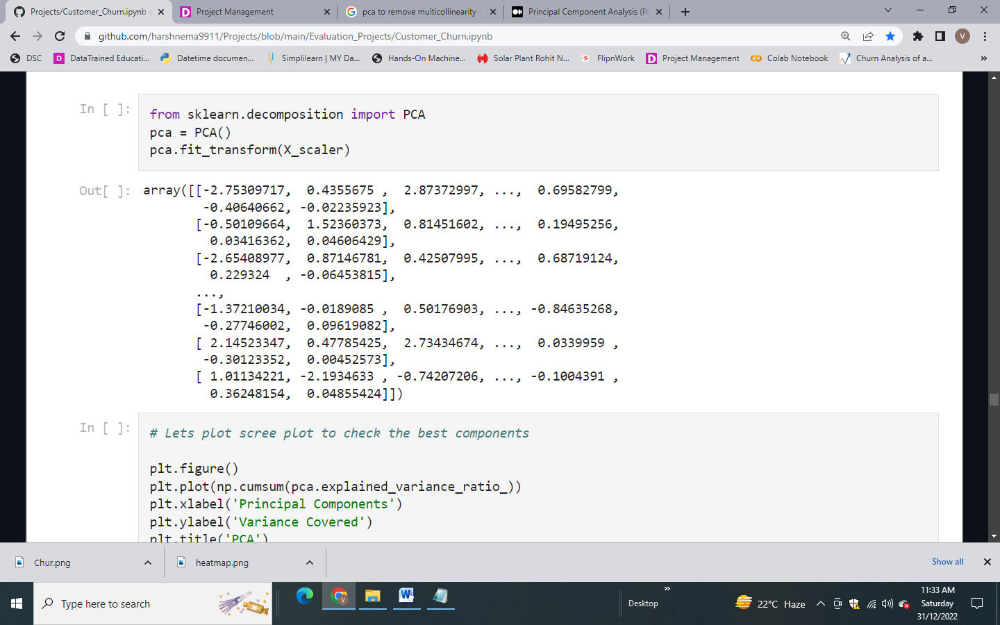 Projects/Customer_Churn.ipynb a
Project Management
pca to remove multicollinearity -
Principal Component Analysis (PC
github.com/harshnema9911/Projects/blob/main/Evaluation_Projects/Customer_Churn.ipynb
V
DSC
DataTrained Educati...
Datetime documen...
Simplilearn | MY Da...
Hands-On Machine...
Solar Plant Rohit N...
FlipnWork
Project Management
Colab Notebook
Churn Analysis of a...
»
In [ ]:
from sklearn.decomposition import PCA
pca = PCA()
pca.fit_transform(X_scaler)
Out[ ]:
array([[-2.75309717,  0.4355675 ,  2.87372997, ...,  0.69582799,
-0.40640662, -0.02235923],
[-0.50109664,  1.52360373,  0.81451602, ...,  0.19495256,
0.03416362,  0.04606429],
[-2.65408977,  0.87146781,  0.42507995, ...,  0.68719124,
0.229324  , -0.06453815],
...,
[-1.37210034, -0.0189085 ,  0.50176903, ..., -0.84635268,
-0.27746002,  0.09619082],
[ 2.14523347,  0.47785425,  2.73434674, ...,  0.0339959 ,
-0.30123352,  0.00452573],
[ 1.01134221, -2.1934633 , -0.74207206, ..., -0.1004391 ,
0.36248154,  0.04855424]])
In [ ]:
# Lets plot scree plot to check the best components
plt.figure()
plt.plot(np.cumsum(pca.explained_variance_ratio_))
plt.xlabel('Principal Components')
plt.ylabel('Variance Covered')
plt.title('PCA')
Chur.png
heatmap.png
Show all
Type here to search
Desktop
»
22°C Haze
11:33 AM
Saturday
31/12/2022